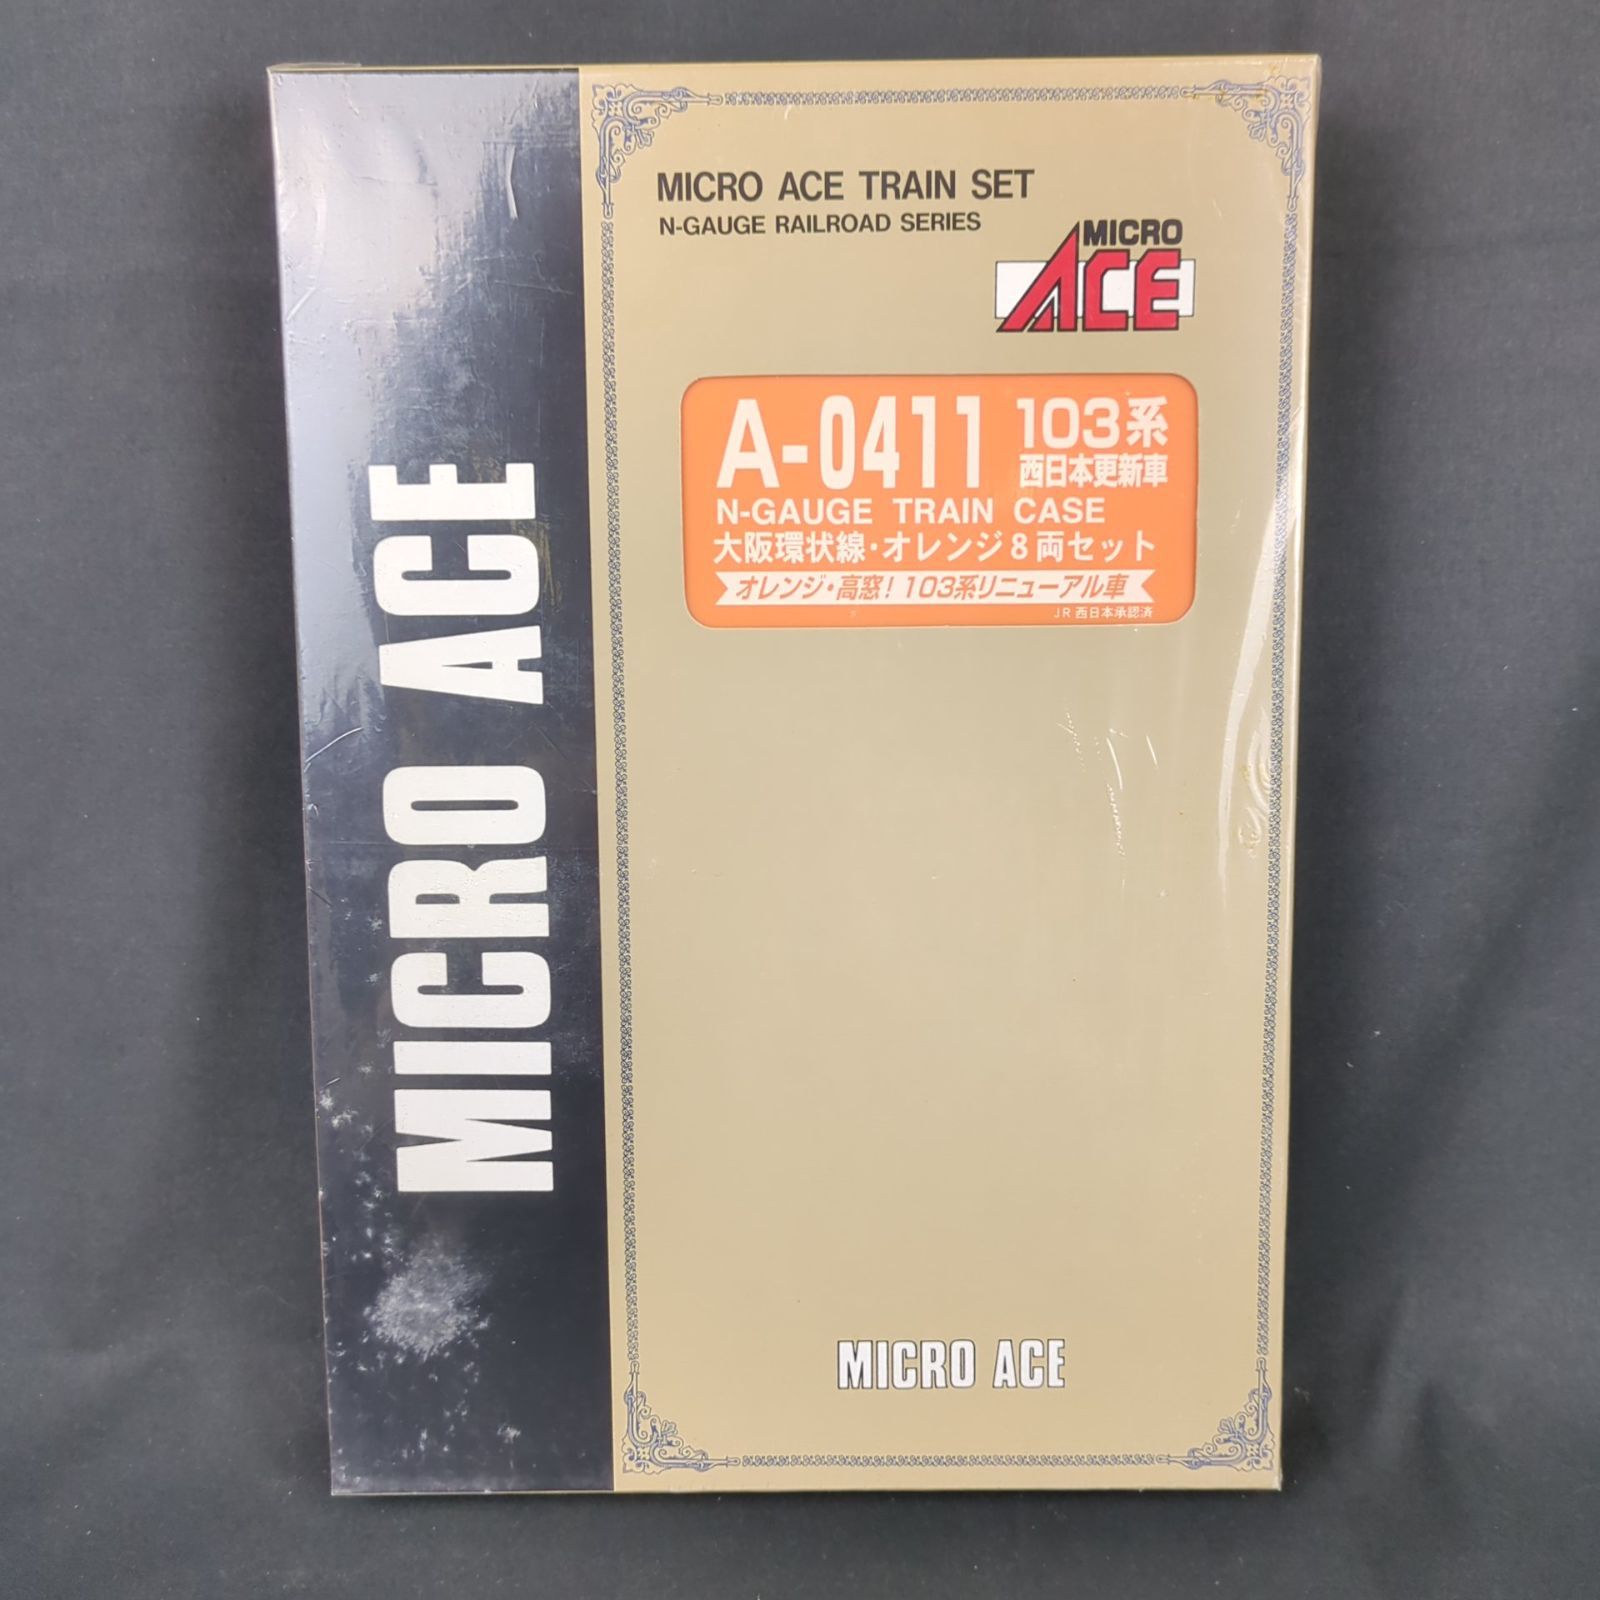 MICRO ACE
MICRO ACE TRAIN SET
N-GAUGE RAILROAD SERIES
MICRO
ACE
A-0411 103系
西日本更新車
N-GAUGE TRAIN CASE
大阪環状線・オレンジ8両セット
オレンジ・高窓!103系リニューアル車
JR西日本承認済
MICRO ACE